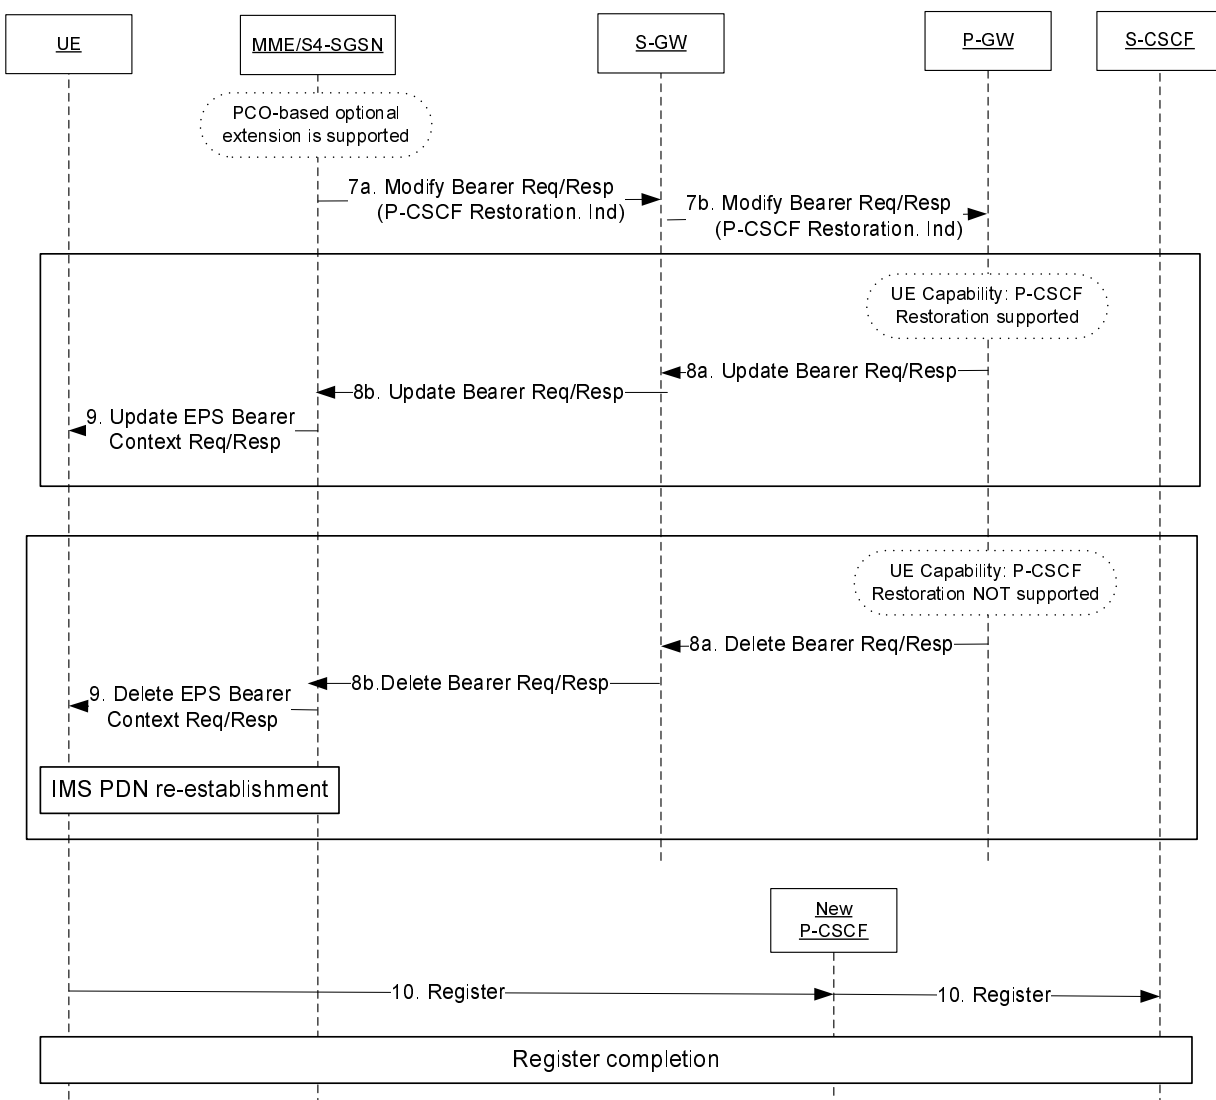 UE
MME/S4-SGSN
S-GW
P-GW
S-CSCF
PCO-based optional
extension is supported
7a. Modify Bearer Req/Resp
(P-CSCF Restoration. Ind)
7b. Modify Bearer Req/Resp
(P-CSCF Restoration. Ind)
UE Capability: P-CSCF
Restoration supported
8a. Update Bearer Req/Resp
8b. Update Bearer Req/Resp
9. Update EPS Bearer
Context Req/Resp
UE Capability: P-CSCF
Restoration NOT supported
8a. Delete Bearer Req/Resp
8b.Delete Bearer Req/Resp
9. Delete EPS Bearer
Context Req/Resp
IMS PDN re-establishment
New
P-CSCF
10. Register
10. Register
Register completion